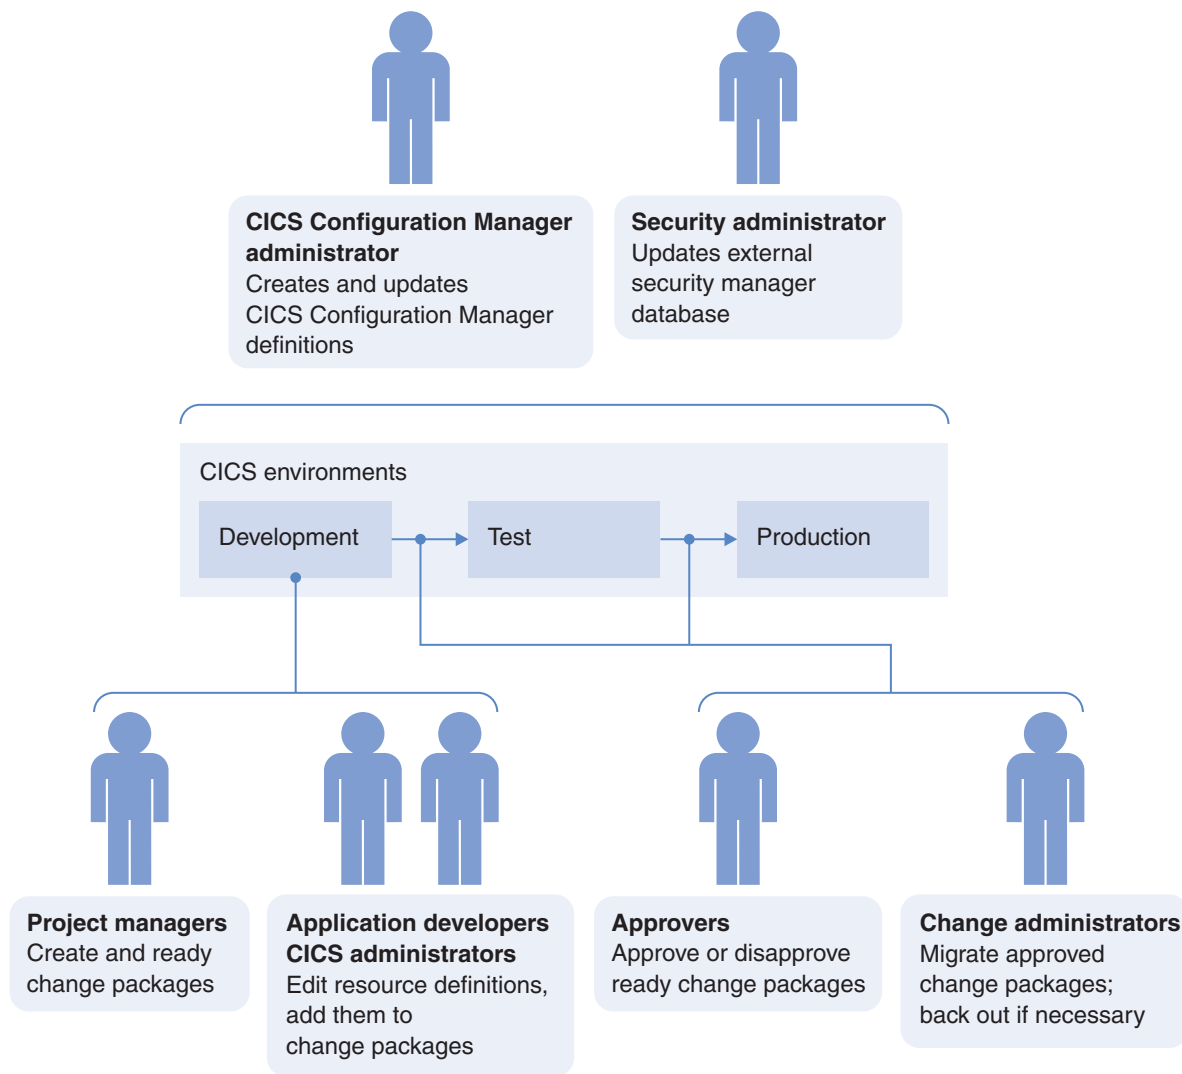 CICS Configuration Manager
administrator
Creates and updates
CICS Configuration Manager
definitions
Security administrator
Updates external
security manager
database
CICS environments
Development
Test
Production
Project managers
Create and ready
change packages
Application developers
CICS administrators
Edit resource definitions,
add them to
change packages
Approvers
Approve or disapprove
ready change packages
Change administrators
Migrate approved
change packages;
back out if necessary